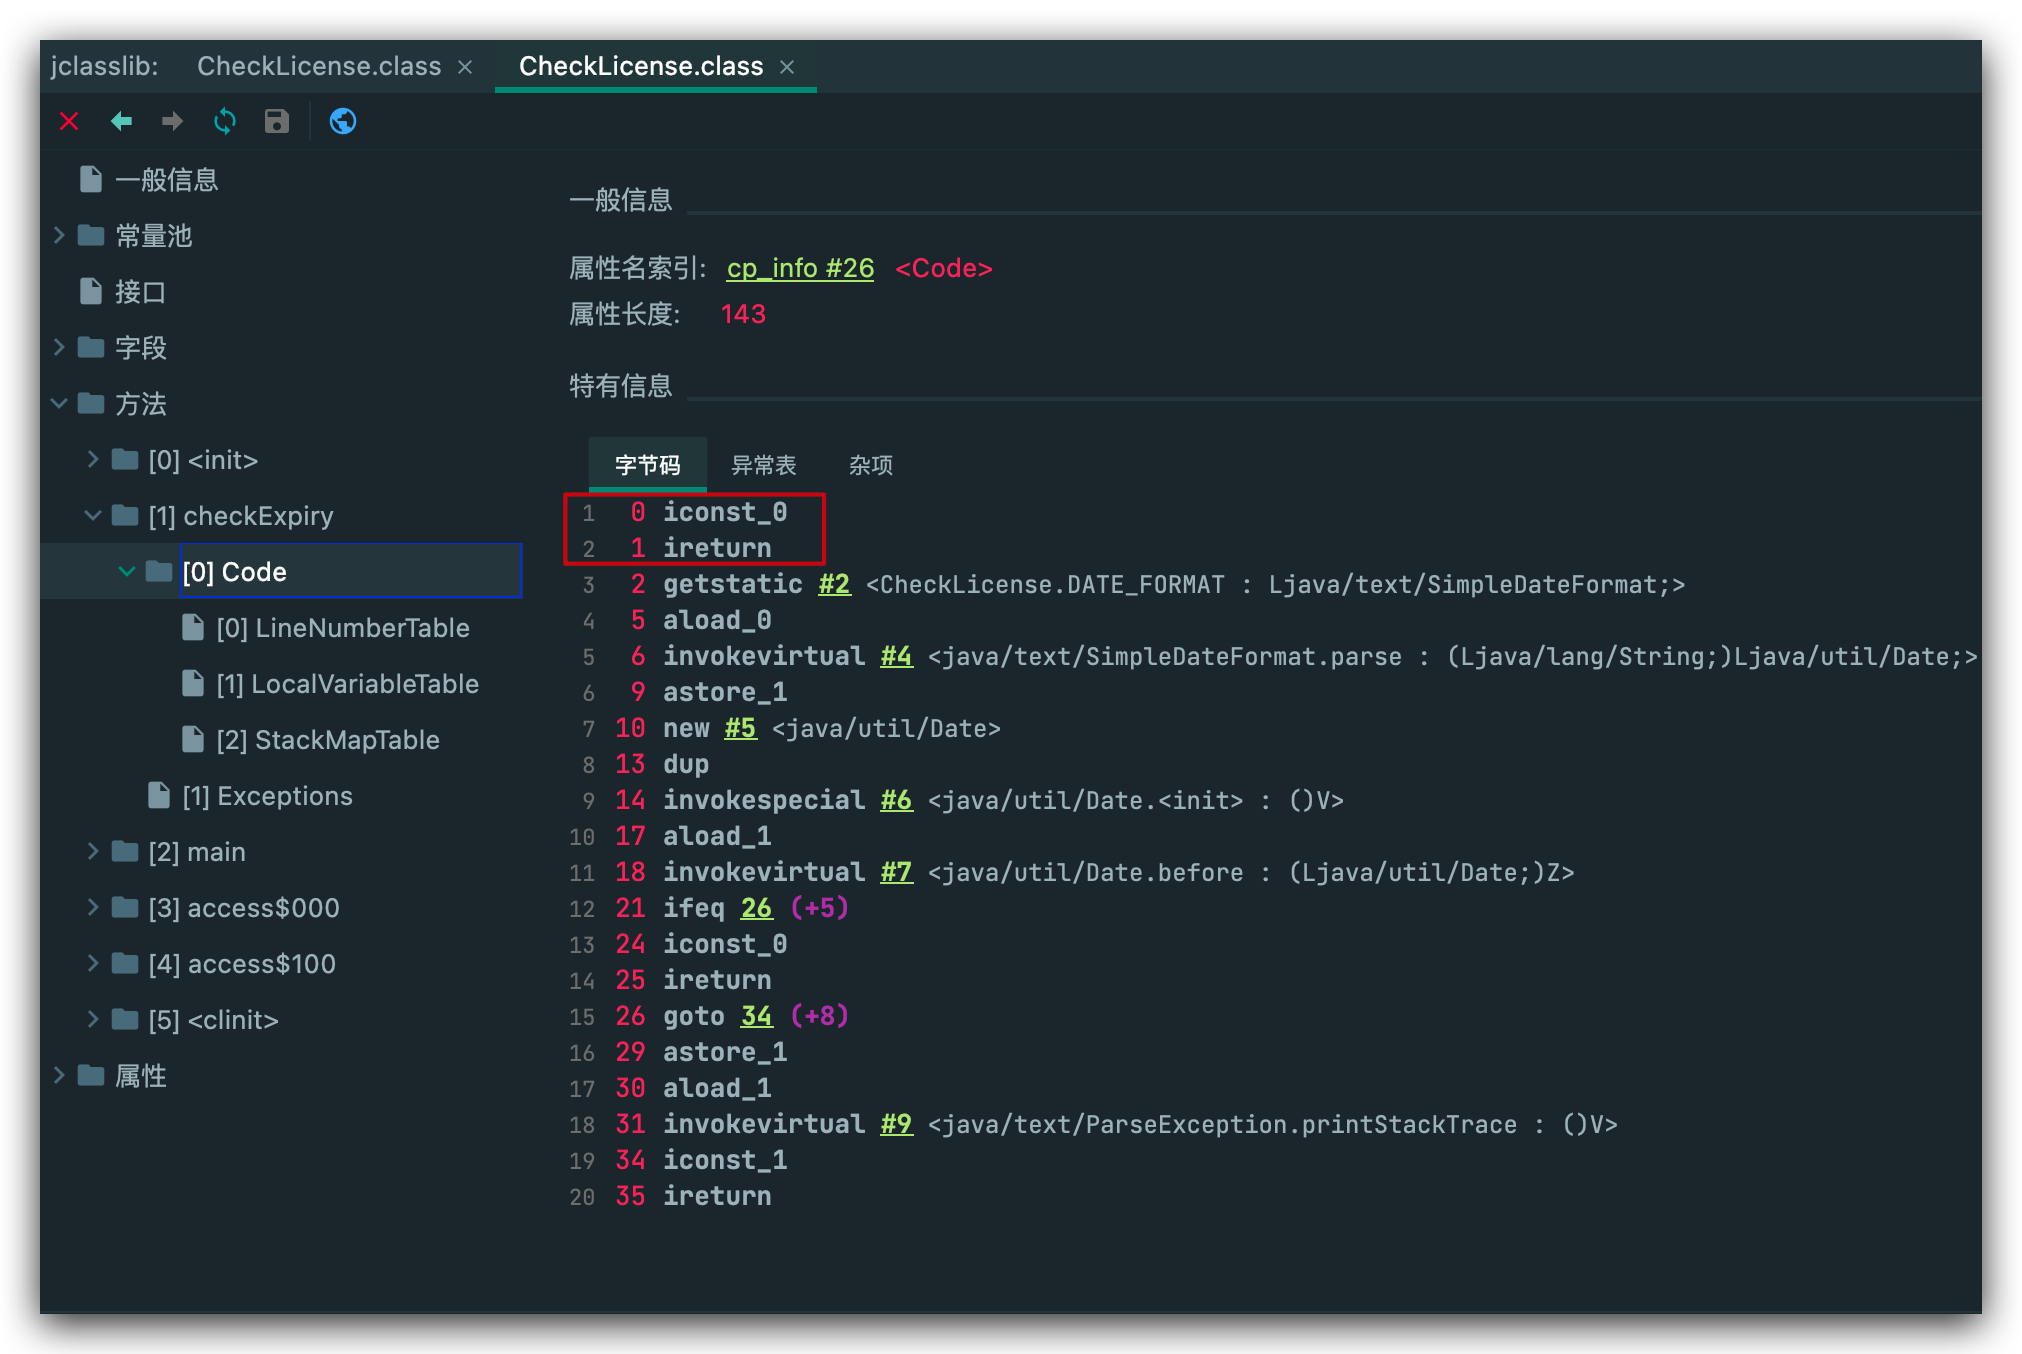 jclasslib: CheckLicense.class × CheckLicense.class ×
一般信息
常量池
接口
字段
方法
[0] <init>
[1] checkExpiry
[0] Code
[0] LineNumberTable
[1] LocalVariableTable
[2] StackMapTable
[1] Exceptions
[2] main
[3] access$000
[4] access$100
[5] <clinit>
属性
一般信息
属性名索引: cp_info #26 <Code>
属性长度: 143
特有信息
字节码 异常表 杂项
1 0 iconst_0
2 1 ireturn
3 2 getstatic #2 <CheckLicense.DATE_FORMAT : Ljava/text/SimpleDateFormat;>
4 5 aload_0
5 6 invokevirtual #4 <java/text/SimpleDateFormat.parse : (Ljava/lang/String;)Ljava/util/Date;>
6 9 astore_1
7 10 new #5 <java/util/Date>
8 13 dup
9 14 invokespecial #6 <java/util/Date.<init> : ()V>
10 17 aload_1
11 18 invokevirtual #7 <java/util/Date.before : (Ljava/util/Date;)Z>
12 21 ifeq 26 (+5)
13 24 iconst_0
14 25 ireturn
15 26 goto 34 (+8)
16 29 astore_1
17 30 aload_1
18 31 invokevirtual #9 <java/text/ParseException.printStackTrace : ()V>
19 34 iconst_1
20 35 ireturn